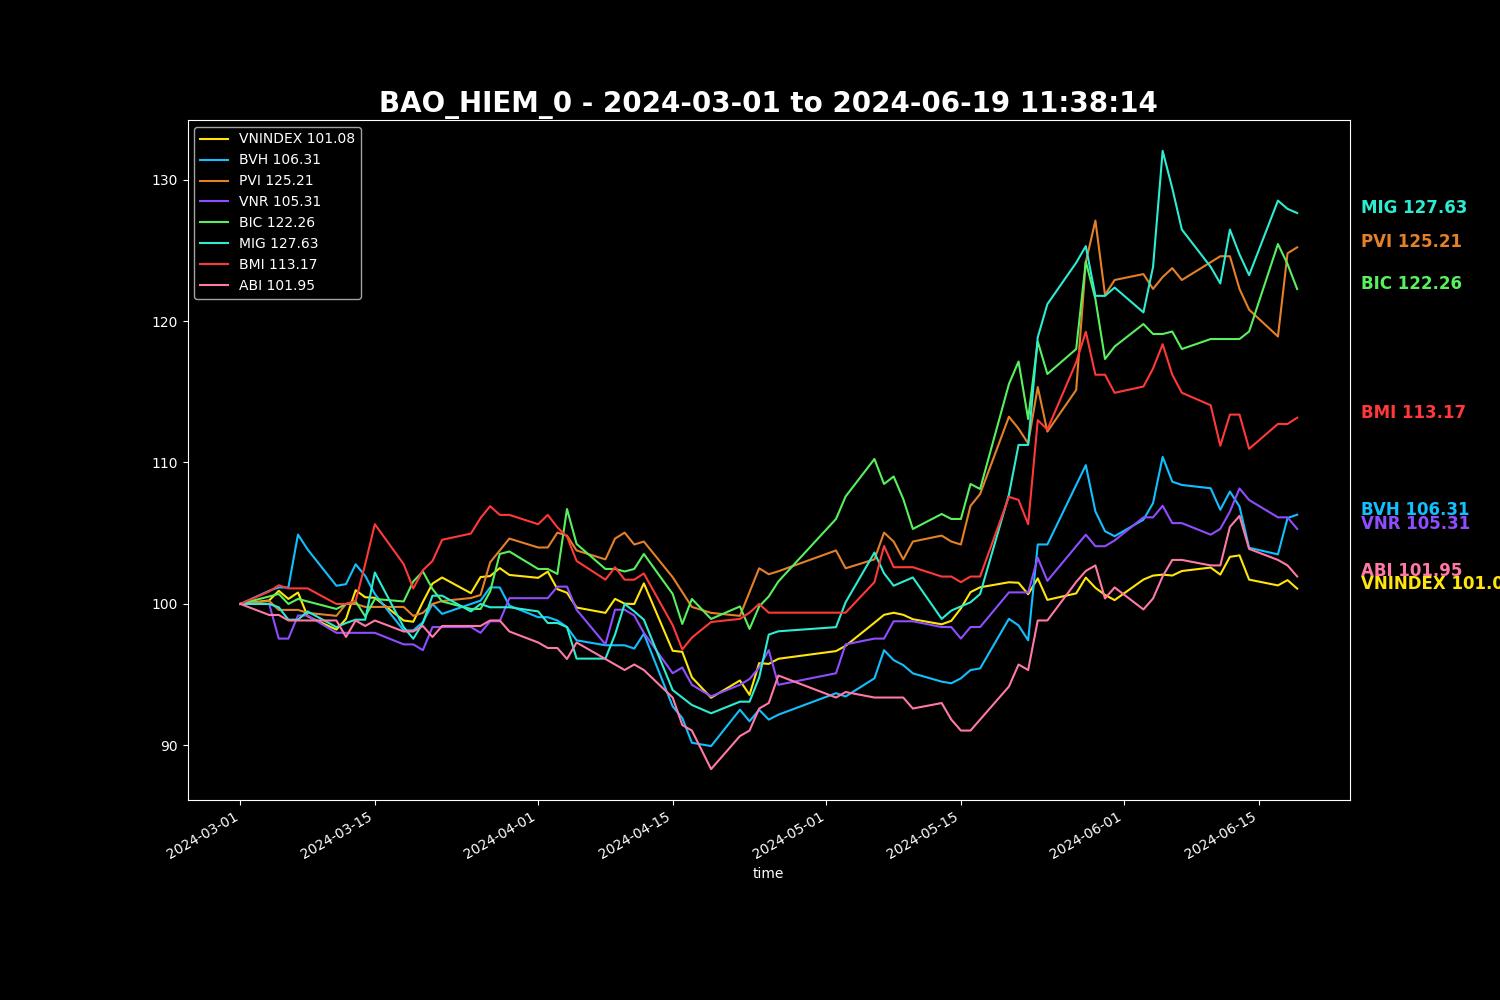 BAO_HIEM_0 - 2024-03-01 to 2024-06-19 11:38:14
VNINDEX 101.08
BVH 106.31
PVI 125.21
VNR 105.31
BIC 122.26
MIG 127.63
BMI 113.17
ABI 101.95
130
120
110
100
90
MIG 127.63
PVI 125.21
BIC 122.26
BMI 113.17
BVH 106.31
VNR 105.31
ABI 101.95
VNINDEX 101.0
2024-03-01
2024-03-15
2024-04-01
2024-04-15
2024-05-01
2024-05-15
2024-06-01
2024-06-15
time